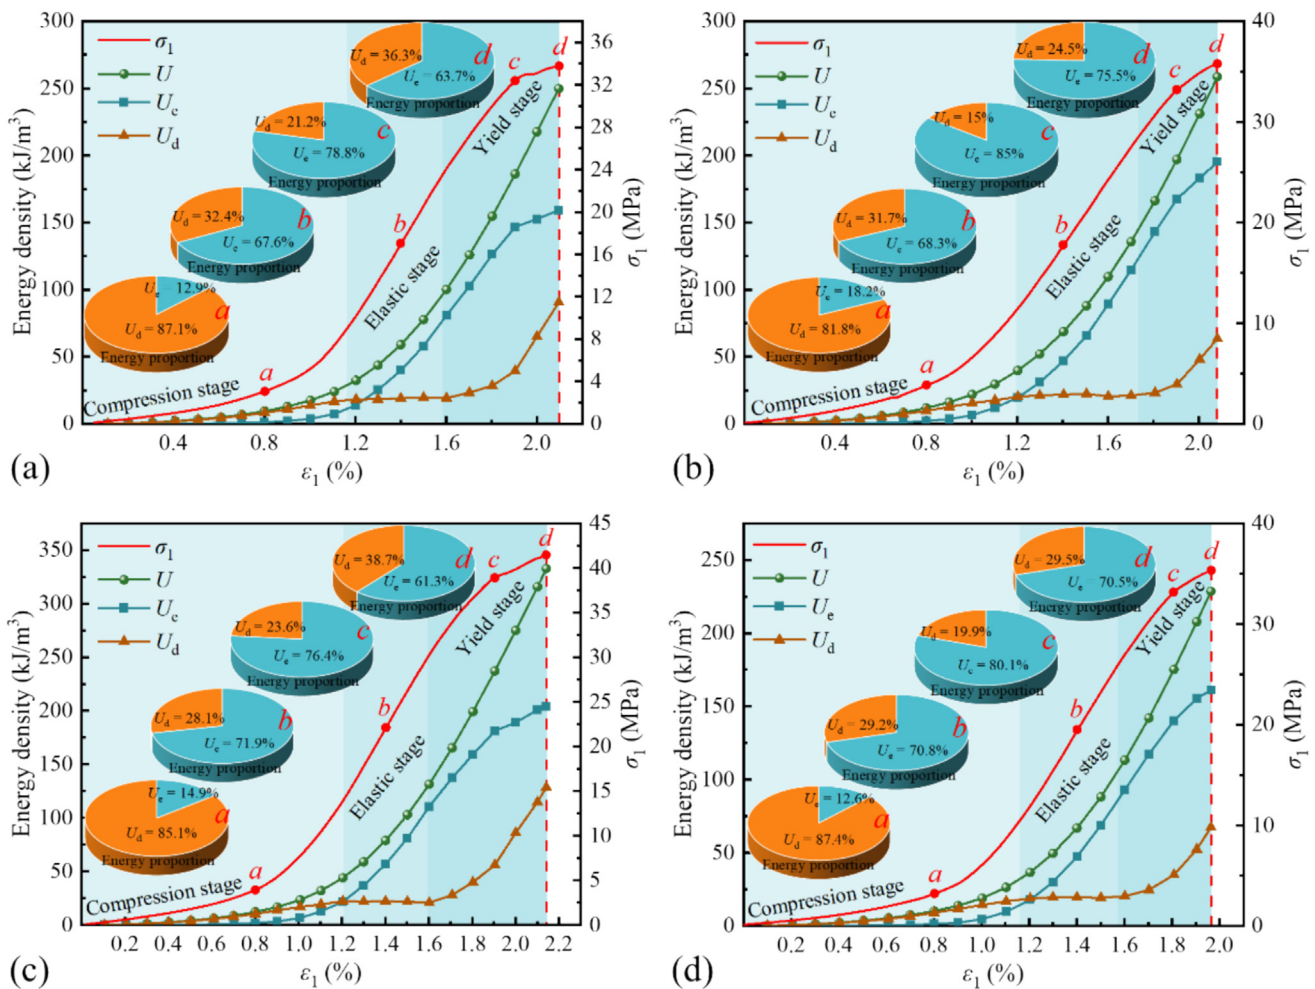 300
250
200
150
100
50
0
Energy density (kJ/m³)
σ₁
U
Uc
Ud
Ud = 36.3%
Ue = 63.7%
Energy proportion
d
Ud = 21.2%
Ue = 78.8%
Energy proportion
c
Ud = 32.4%
Ue = 67.6%
Energy proportion
b
Ue = 12.9%
Ud = 87.1%
Energy proportion
a
Compression stage
Elastic stage
Yield stage
a
b
c
d
36
32
28
24
20
16
12
8
4
0
σ₁ (MPa)
0.4
0.8
1.2
1.6
2.0
ε₁ (%)
(a)
300
250
200
150
100
50
0
Energy density (kJ/m³)
σ₁
U
Uc
Ud
Ud = 24.5%
Ue = 75.5%
Energy proportion
d
Ud = 15%
Ue = 85%
Energy proportion
c
Ud = 31.7%
Ue = 68.3%
Energy proportion
b
Ue = 18.2%
Ud = 81.8%
Energy proportion
a
Compression stage
Elastic stage
Yield stage
a
b
c
d
40
30
20
10
0
σ₁ (MPa)
0.4
0.8
1.2
1.6
2.0
ε₁ (%)
(b)
350
300
250
200
150
100
50
0
Energy density (kJ/m³)
σ₁
U
Uc
Ud
Ud = 38.7%
Ue = 61.3%
Energy proportion
d
Ud = 23.6%
Ue = 76.4%
Energy proportion
c
Ud = 28.1%
Ue = 71.9%
Energy proportion
b
Ue = 14.9%
Ud = 85.1%
Energy proportion
a
Compression stage
Elastic stage
Yield stage
a
b
c
d
45
40
35
30
25
20
15
10
5
0
σ₁ (MPa)
0.2
0.4
0.6
0.8
1.0
1.2
1.4
1.6
1.8
2.0
2.2
ε₁ (%)
(c)
250
200
150
100
50
0
Energy density (kJ/m³)
σ₁
U
Ue
Ud
Ud = 29.5%
Ue = 70.5%
Energy proportion
d
Ud = 19.9%
Uc = 80.1%
Energy proportion
c
Ud = 29.2%
Ue = 70.8%
Energy proportion
b
Ue = 12.6%
Ud = 87.4%
Energy proportion
a
Compression stage
Elastic stage
Yield stage
a
b
c
d
40
30
20
10
0
σ₁ (MPa)
0.2
0.4
0.6
0.8
1.0
1.2
1.4
1.6
1.8
2.0
ε₁ (%)
(d)